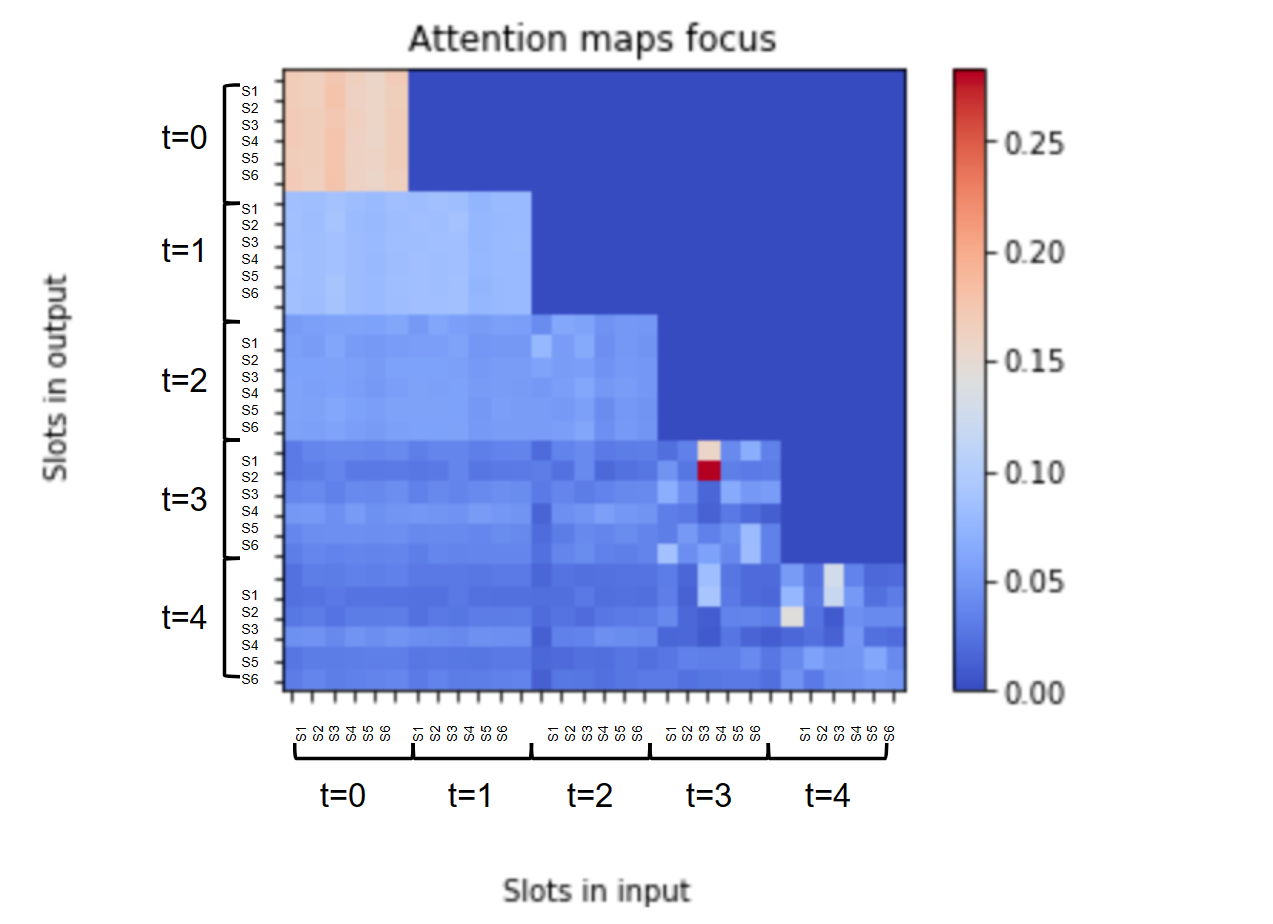 Attention maps focus
Slots in output
t=0
S1
S2
S3
S4
S5
S6
t=1
S1
S2
S3
S4
S5
S6
t=2
S1
S2
S3
S4
S5
S6
t=3
S1
S2
S3
S4
S5
S6
t=4
S1
S2
S3
S4
S5
S6
0.25
0.20
0.15
0.10
0.05
0.00
S1 S2 S3 S4 S5 S6 S1 S2 S3 S4 S5 S6 S1 S2 S3 S4 S5 S6 S1 S2 S3 S4 S5 S6 S1 S2 S3 S4 S5 S6
t=0 t=1 t=2 t=3 t=4
Slots in input